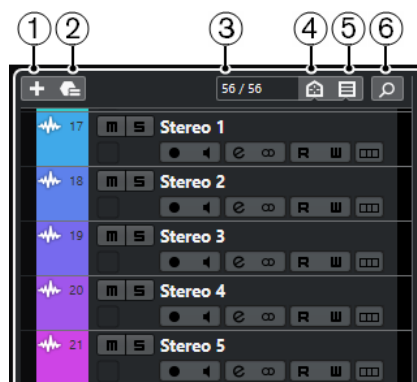 1 2 3 4 5 6
56 / 56
17 m S Stereo 1
e R W
18 m S Stereo 2
e R W
19 m S Stereo 3
e R W
20 m S Stereo 4
e R W
21 m S Stereo 5
e R W